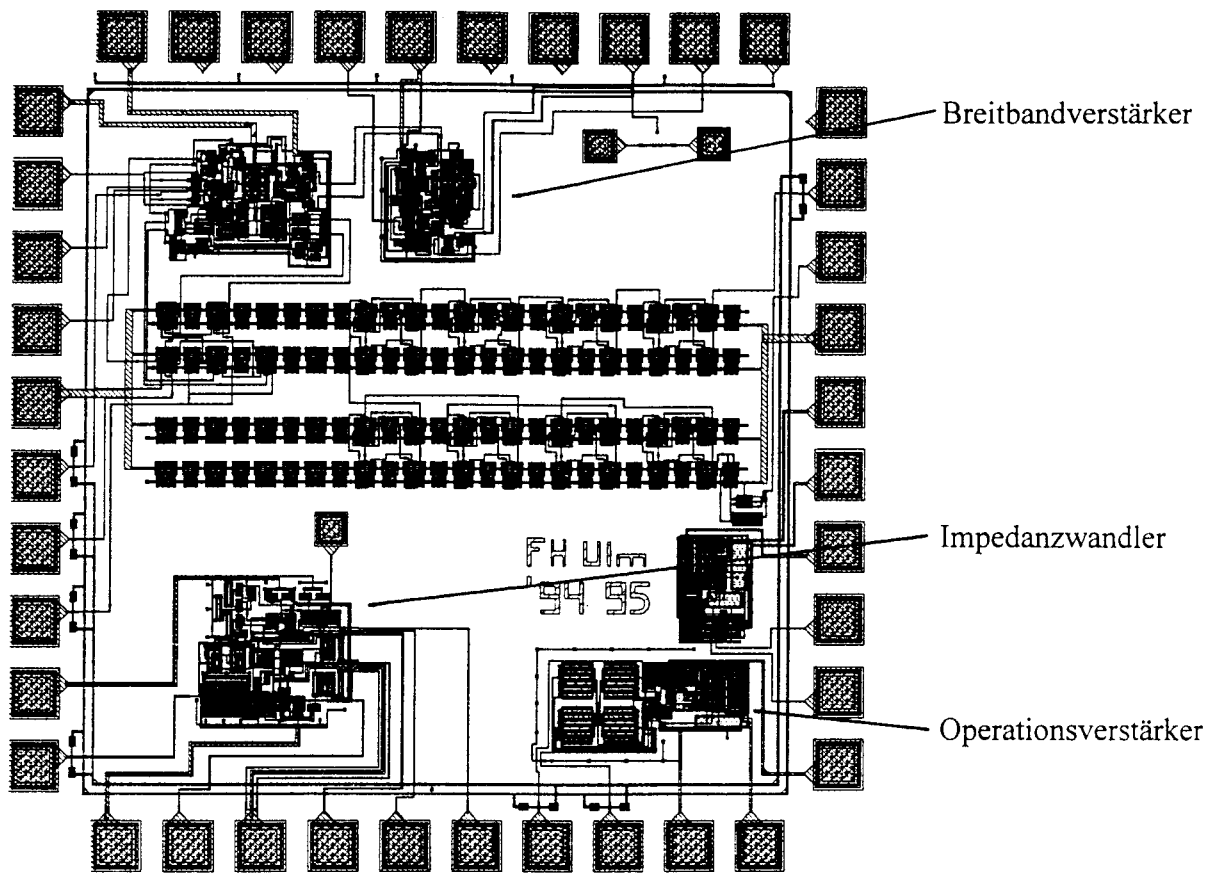 Breitbandverstärker
FH Ulm
94 95
Impedanzwandler
Operationsverstärker